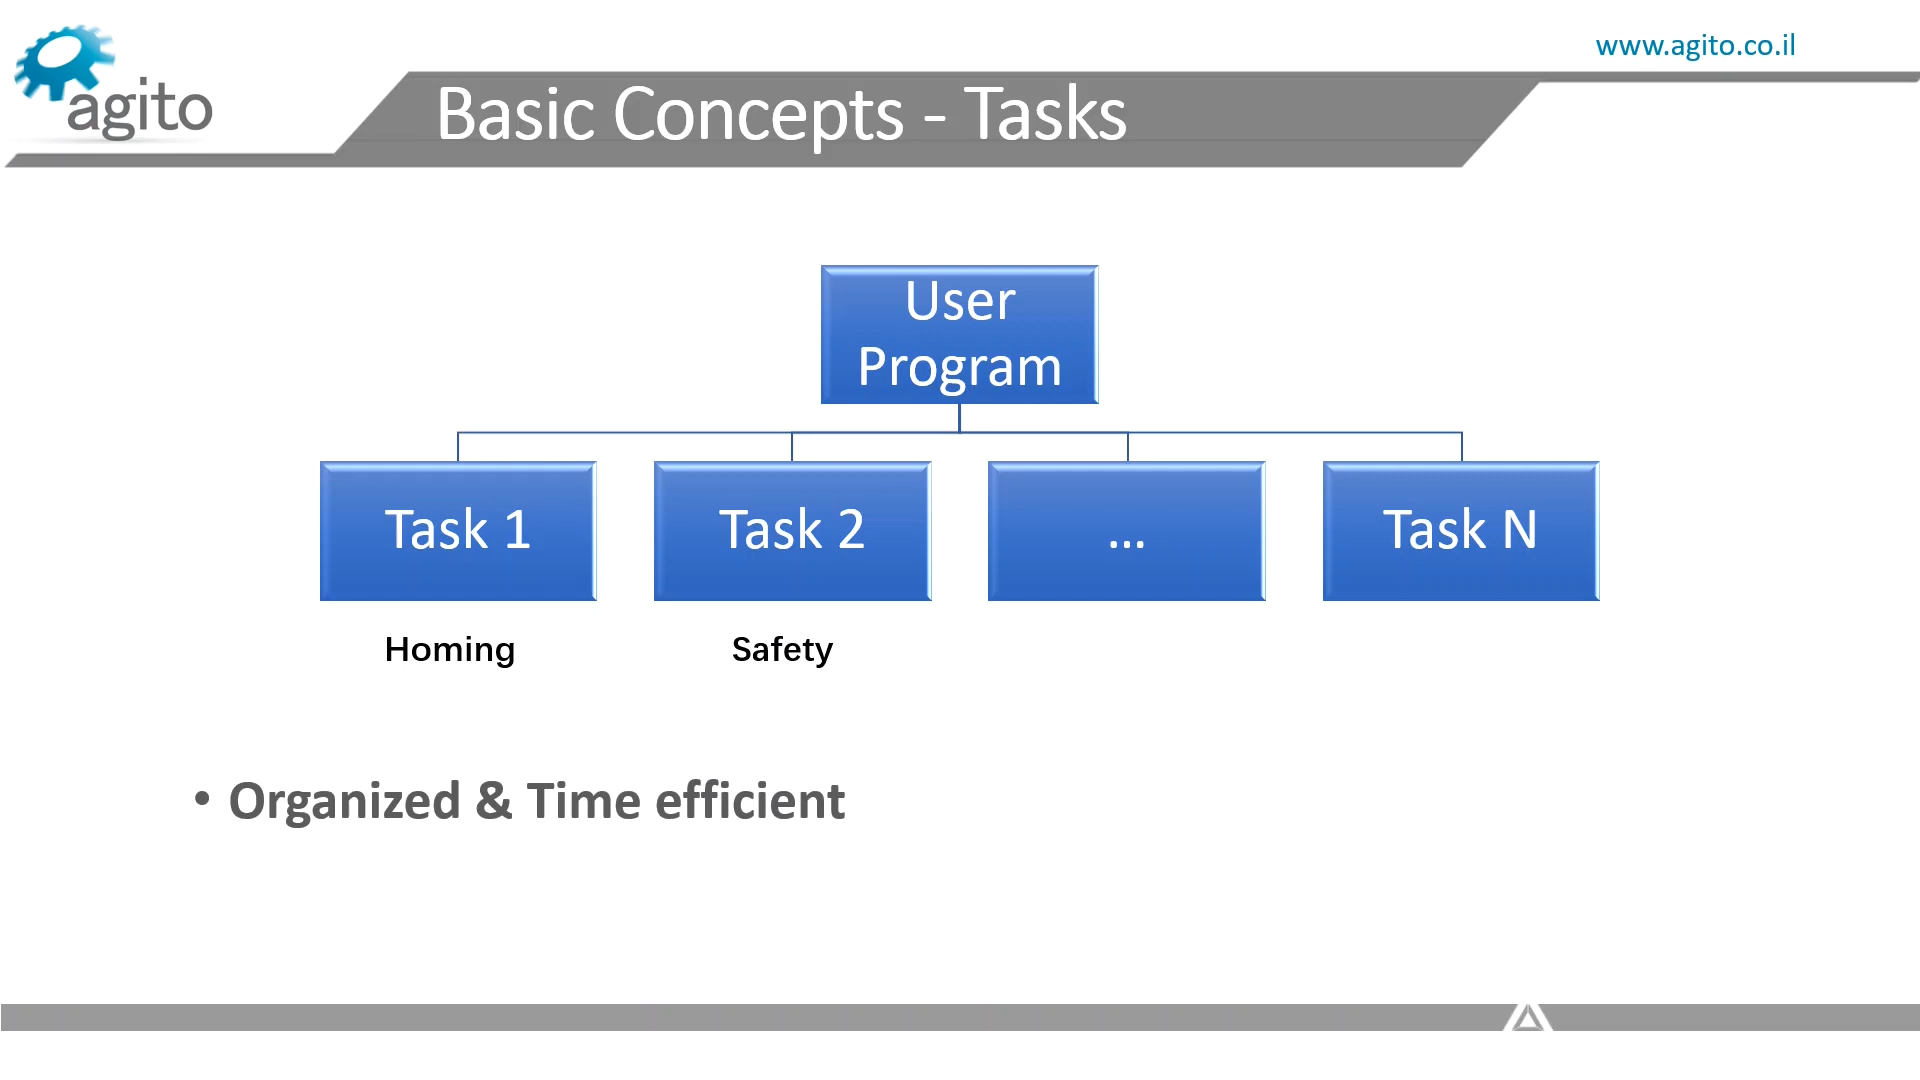 agito
www.agito.co.il
Basic Concepts - Tasks
User
Program
Task 1
Task 2
...
Task N
Homing
Safety
• Organized & Time efficient